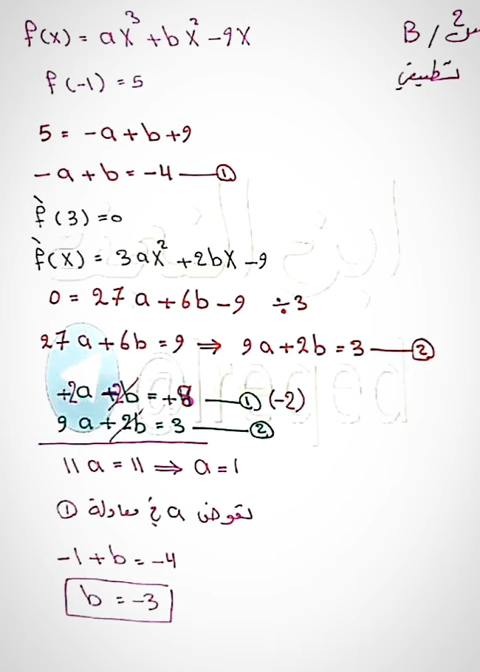 f(x) = ax³ + bx² - 9x
س2 / B
تطبيقي
f(-1) = 5
5 = -a + b + 9
-a + b = -4 —— ①
f̀(3) = 0
f̀(x) = 3ax² + 2bx - 9
0 = 27a + 6b - 9 ÷3
27a + 6b = 9 ⇒ 9a + 2b = 3 —— ②
+2a + 2b = +8 —— ① (-2)
9a + 2b = 3 —— ②
11a = 11 ⇒ a = 1
نعوض a في معادلة ①
-1 + b = -4
b = -3